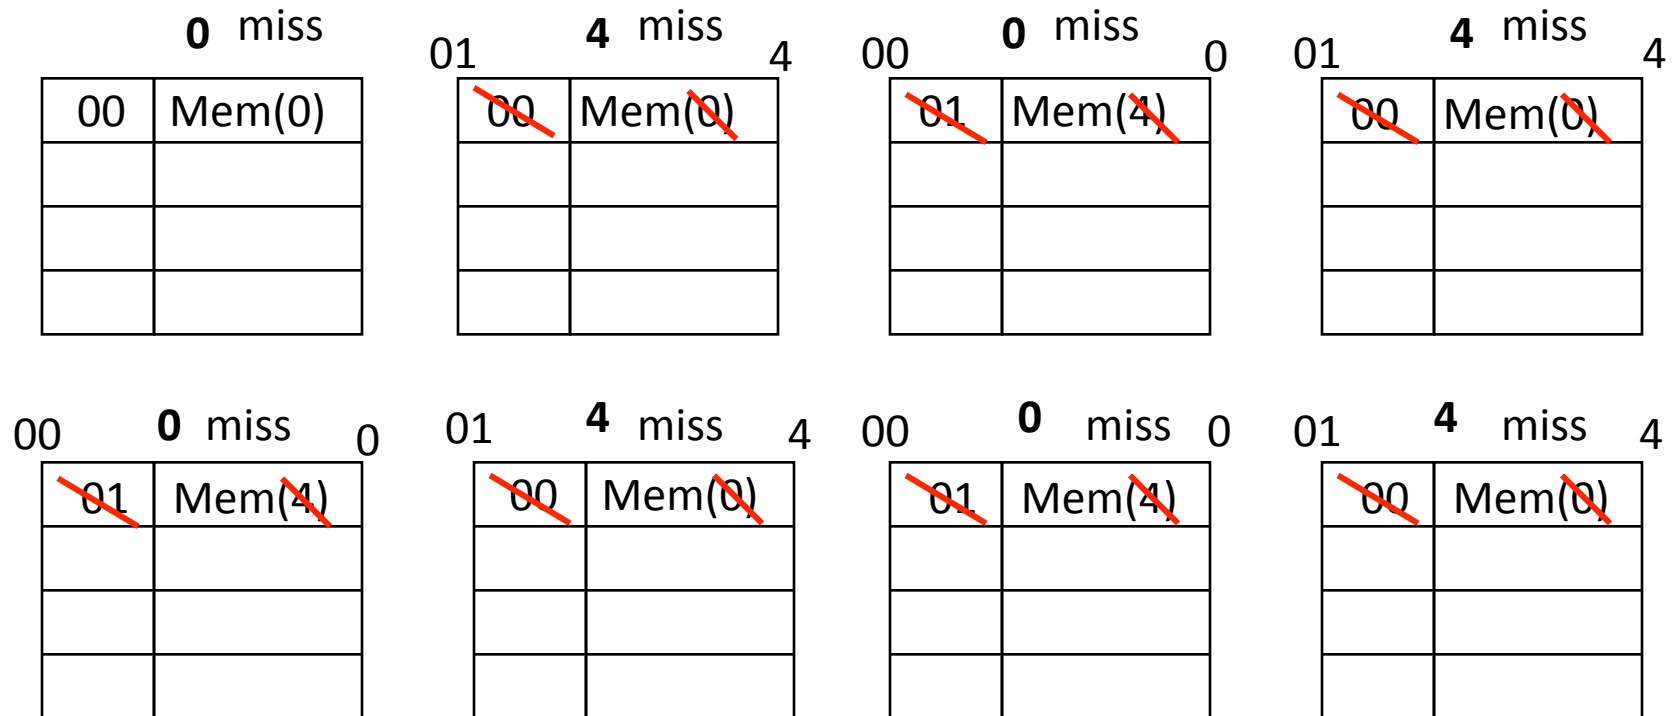 0 miss 01 4 miss 4 00 0 miss 0 01 4 miss 4
00 Mem(0) 00 Mem(0) 01 Mem(4) 00 Mem(0)
00 0 miss 0 01 4 miss 4 00 0 miss 0 01 4 miss 4
01 Mem(4) 00 Mem(0) 01 Mem(4) 00 Mem(0)